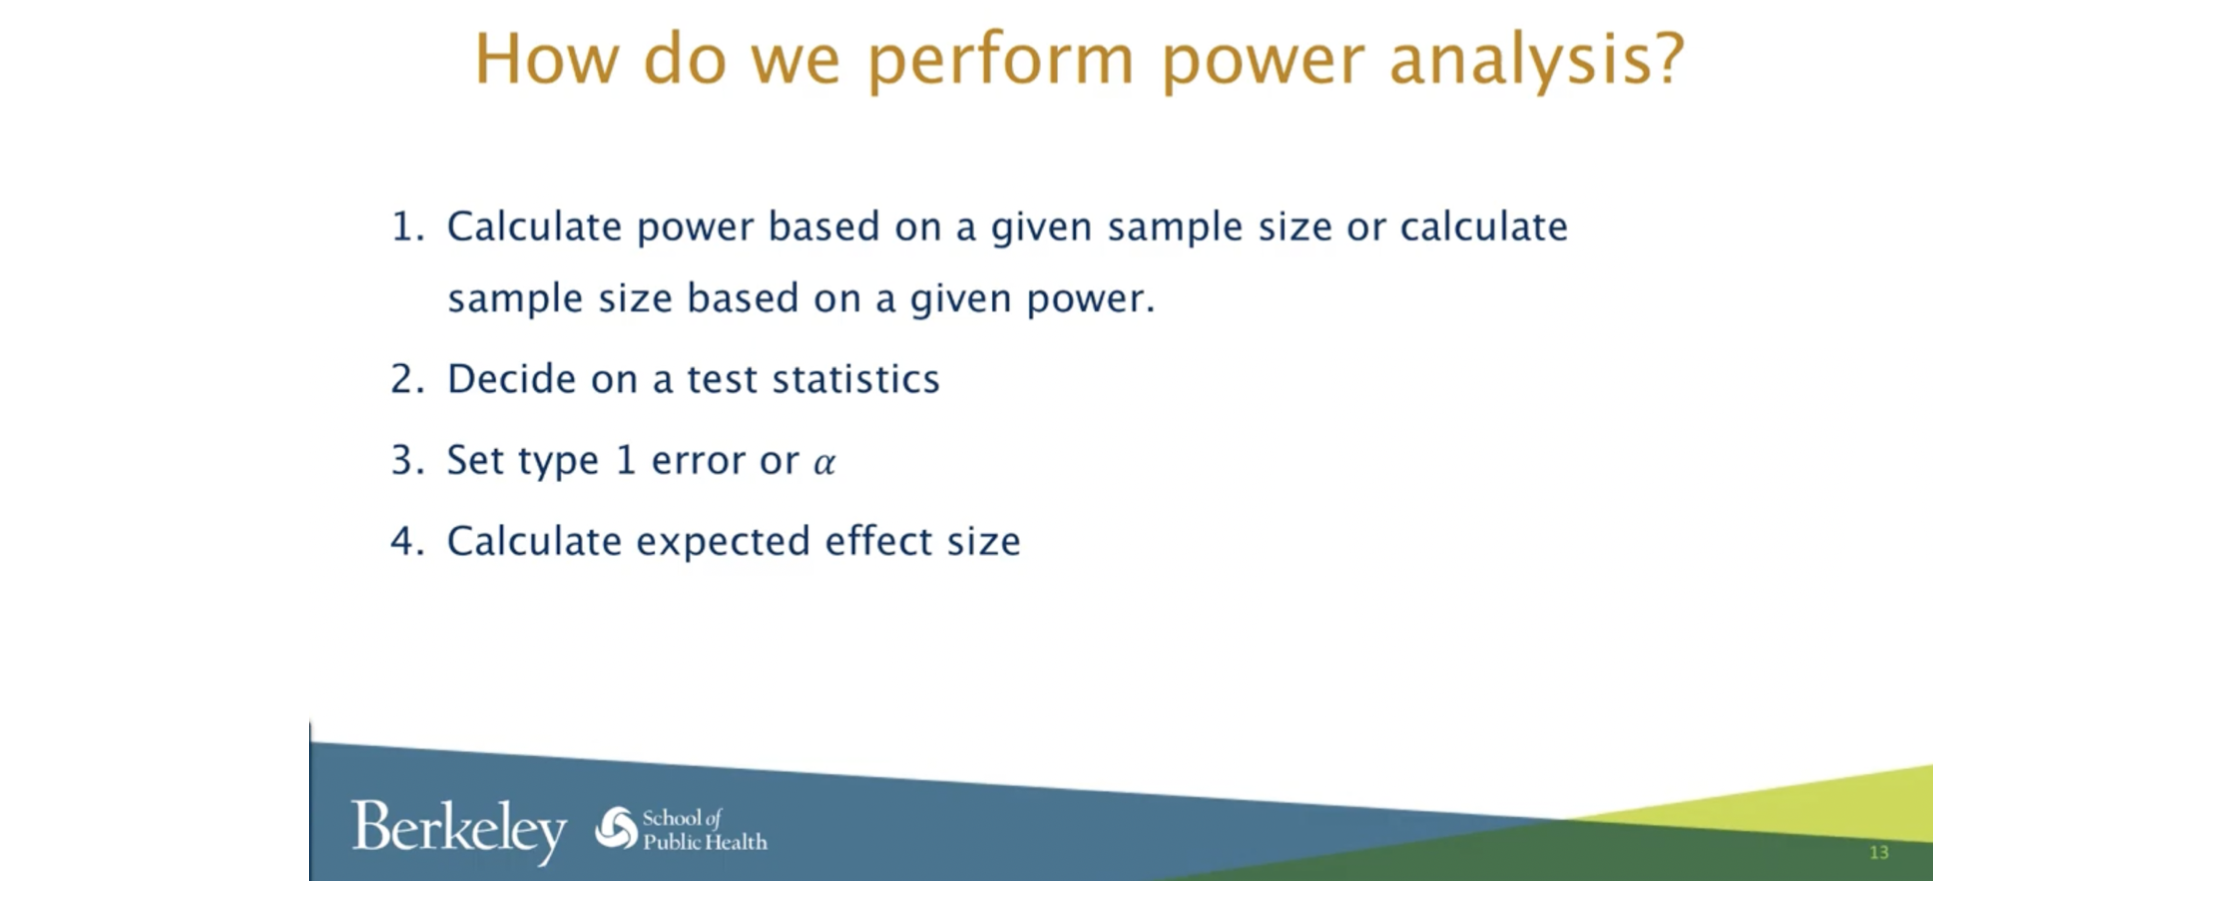 How do we perform power analysis?
1. Calculate power based on a given sample size or calculate
sample size based on a given power.
2. Decide on a test statistics
3. Set type 1 error or α
4. Calculate expected effect size
Berkeley
School of
Public Health
13